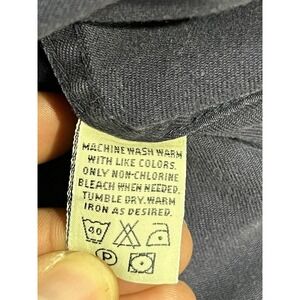 MACHINE WASH WARM
WITH LIKE COLORS.
ONLY NON-CHLORINE
BLEACH WHEN NEEDED.
TUMBLE DRY. WARM
IRON AS DESIRED.
40
P